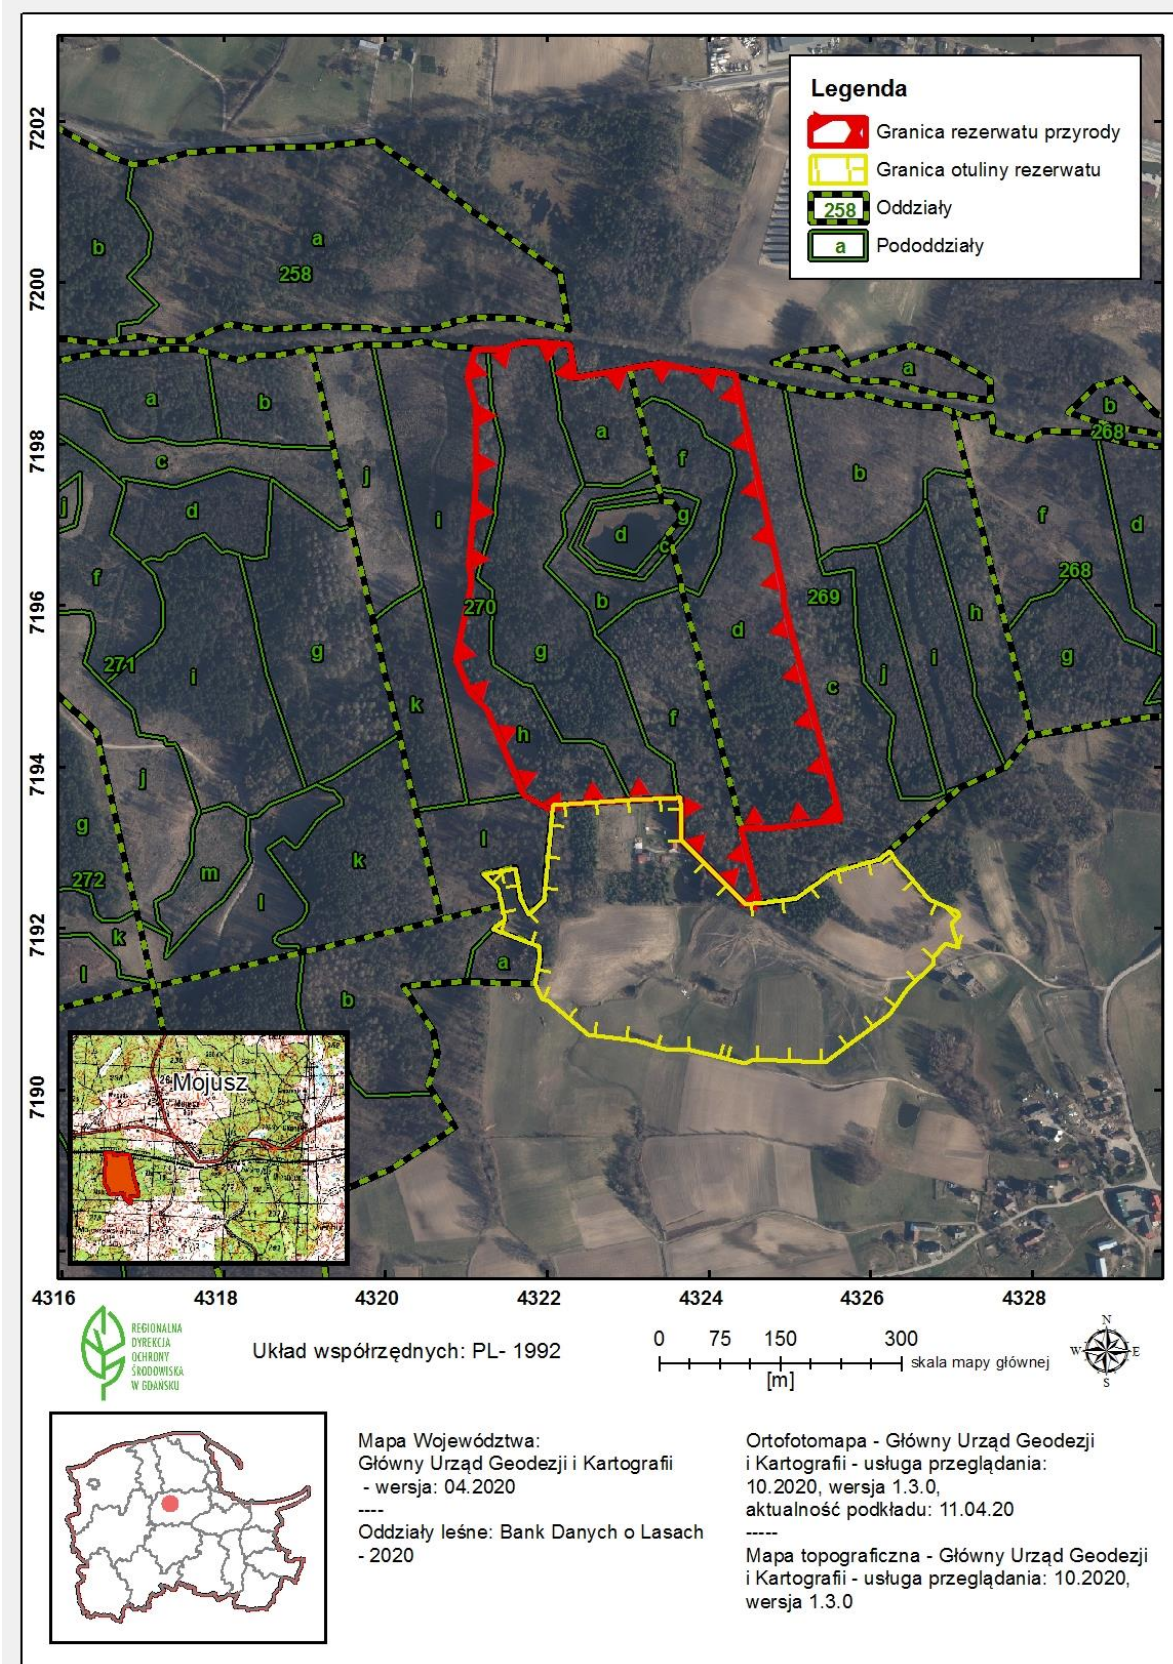 Legenda
Granica rezerwatu przyrody
Granica otuliny rezerwatu
258 Oddziały
a Pododdziały
7202
7200
7198
7196
7194
7192
7190
b
a
258
a
b
c
j
d
f
271
i
g
j
g
272
m
k
l
k
l
j
i
k
270
h
g
a
f
g
d
c
b
f
d
l
a
b
a
b
268
b
269
c
j
i
h
f
d
268
g
Mojusz
4316 4318 4320 4322 4324 4326 4328
REGIONALNA
DYREKCJA
OCHRONY
ŚRODOWISKA
W GDAŃSKU
Układ współrzędnych: PL- 1992
0 75 150 300
skala mapy głównej
[m]
N
W E
S
Mapa Województwa:
Główny Urząd Geodezji i Kartografii
- wersja: 04.2020
----
Oddziały leśne: Bank Danych o Lasach
- 2020
Ortofotomapa - Główny Urząd Geodezji
i Kartografii - usługa przeglądania:
10.2020, wersja 1.3.0,
aktualność podkładu: 11.04.20
-----
Mapa topograficzna - Główny Urząd Geodezji
i Kartografii - usługa przeglądania: 10.2020,
wersja 1.3.0